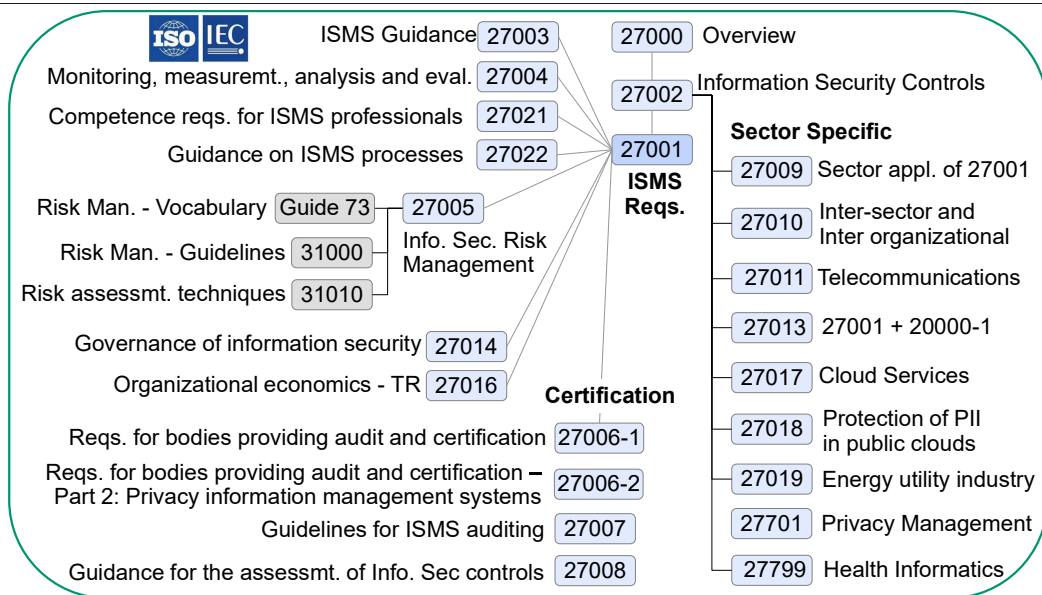 ISO IEC
ISMS Guidance 27003
Monitoring, measuremt., analysis and eval. 27004
Competence reqs. for ISMS professionals 27021
Guidance on ISMS processes 27022
Risk Man. - Vocabulary Guide 73 27005
Risk Man. - Guidelines 31000
Info. Sec. Risk
Management
Risk assessmt. techniques 31010
Governance of information security 27014
Organizational economics - TR 27016
27000 Overview
27002 Information Security Controls
27001
ISMS
Reqs.
Certification
Reqs. for bodies providing audit and certification 27006-1
Reqs. for bodies providing audit and certification –
Part 2: Privacy information management systems 27006-2
Guidelines for ISMS auditing 27007
Guidance for the assessmt. of Info. Sec controls 27008
Sector Specific
27009 Sector appl. of 27001
27010 Inter-sector and
Inter organizational
27011 Telecommunications
27013 27001 + 20000-1
27017 Cloud Services
27018 Protection of PII
in public clouds
27019 Energy utility industry
27701 Privacy Management
27799 Health Informatics